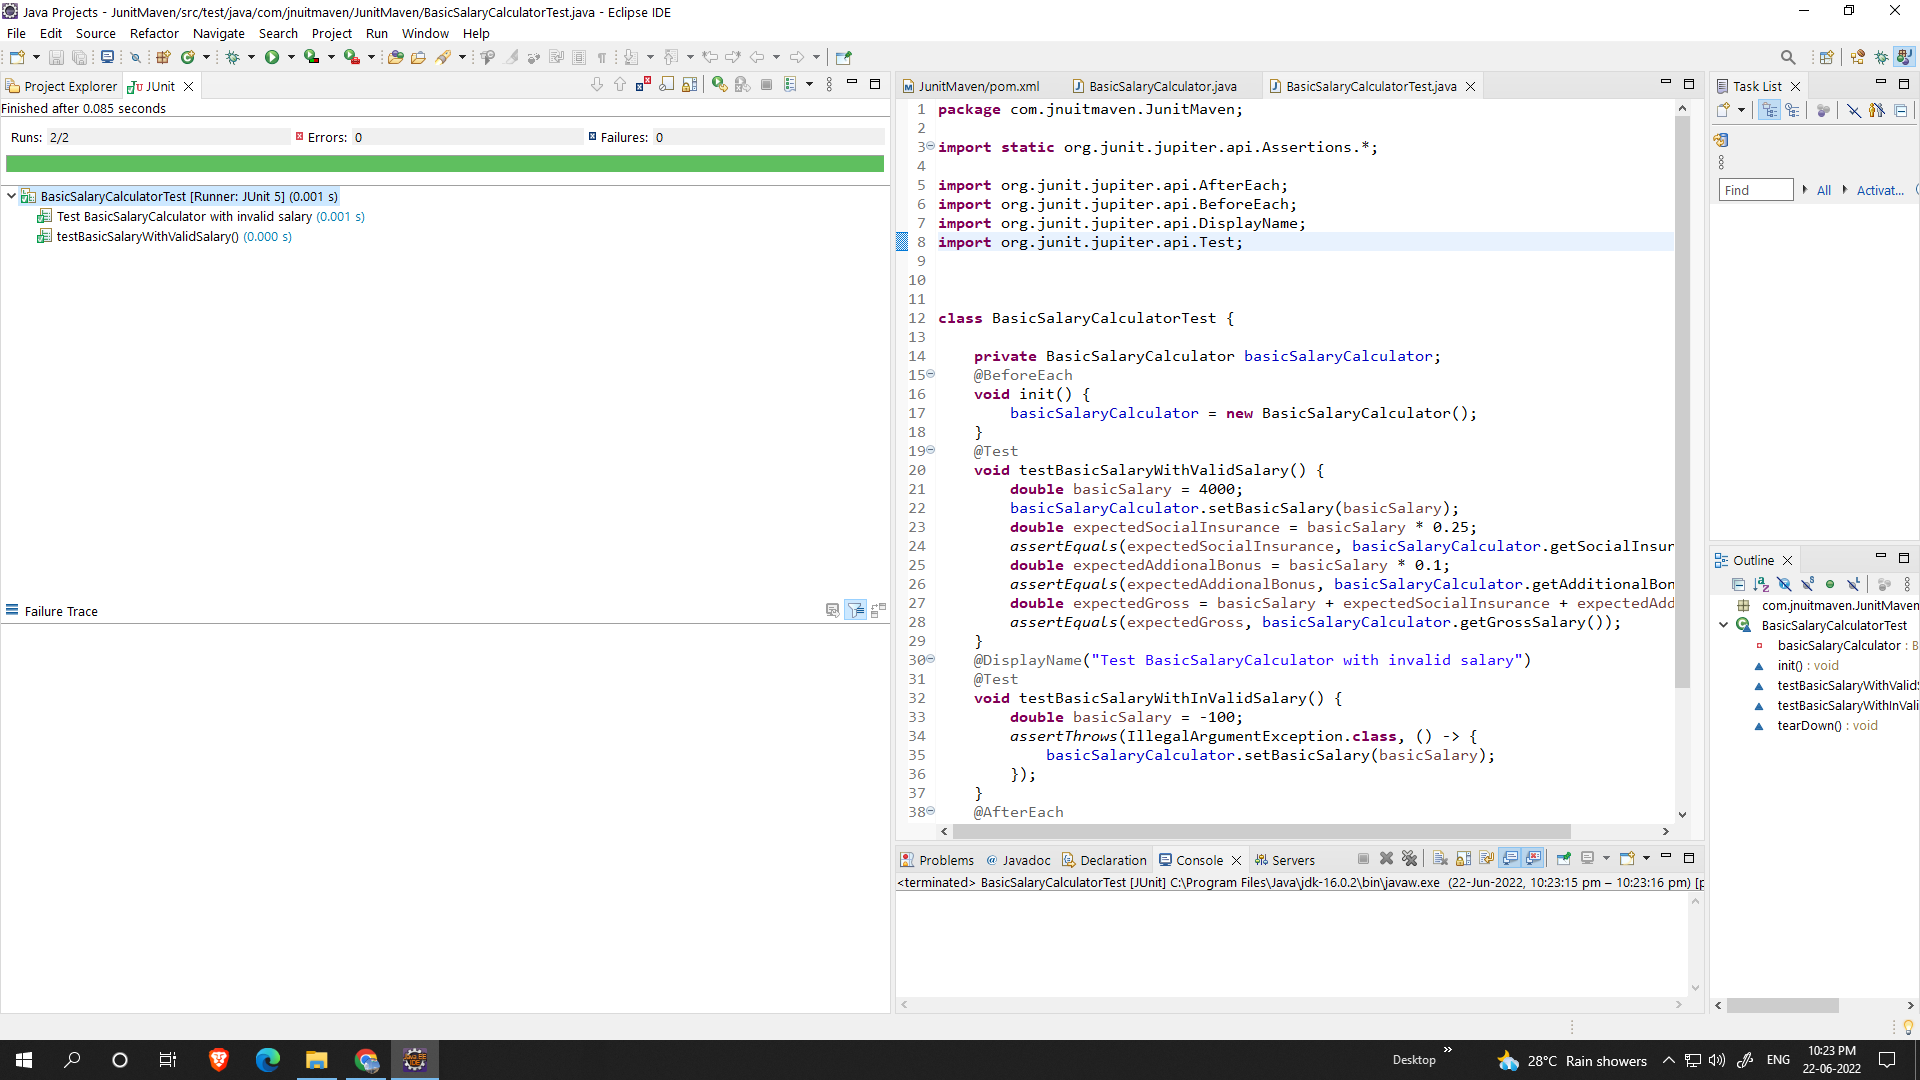 Java Projects - JunitMaven/src/test/java/com/jnuitmaven/JunitMaven/BasicSalaryCalculatorTest.java - Eclipse IDE
File Edit Source Refactor Navigate Search Project Run Window Help
Project Explorer JUnit
Finished after 0.085 seconds
Runs: 2/2 Errors: 0 Failures: 0
BasicSalaryCalculatorTest [Runner: JUnit 5] (0.001 s)
Test BasicSalaryCalculator with invalid salary (0.001 s)
testBasicSalaryWithValidSalary() (0.000 s)
Failure Trace
JunitMaven/pom.xml BasicSalaryCalculator.java BasicSalaryCalculatorTest.java
1 package com.jnuitmaven.JunitMaven;
2
3 import static org.junit.jupiter.api.Assertions.*;
4
5 import org.junit.jupiter.api.AfterEach;
6 import org.junit.jupiter.api.BeforeEach;
7 import org.junit.jupiter.api.DisplayName;
8 import org.junit.jupiter.api.Test;
9
10
11
12 class BasicSalaryCalculatorTest {
13
14 private BasicSalaryCalculator basicSalaryCalculator;
15 @BeforeEach
16 void init() {
17 basicSalaryCalculator = new BasicSalaryCalculator();
18 }
19 @Test
20 void testBasicSalaryWithValidSalary() {
21 double basicSalary = 4000;
22 basicSalaryCalculator.setBasicSalary(basicSalary);
23 double expectedSocialInsurance = basicSalary * 0.25;
24 assertEquals(expectedSocialInsurance, basicSalaryCalculator.getSocialInsur
25 double expectedAddionalBonus = basicSalary * 0.1;
26 assertEquals(expectedAddionalBonus, basicSalaryCalculator.getAdditionalBon
27 double expectedGross = basicSalary + expectedSocialInsurance + expectedAdd
28 assertEquals(expectedGross, basicSalaryCalculator.getGrossSalary());
29 }
30 @DisplayName("Test BasicSalaryCalculator with invalid salary")
31 @Test
32 void testBasicSalaryWithInValidSalary() {
33 double basicSalary = -100;
34 assertThrows(IllegalArgumentException.class, () -> {
35 basicSalaryCalculator.setBasicSalary(basicSalary);
36 });
37 }
38 @AfterEach
Problems Javadoc Declaration Console Servers
<terminated> BasicSalaryCalculatorTest [JUnit] C:\Program Files\Java\jdk-16.0.2\bin\javaw.exe (22-Jun-2022, 10:23:15 pm – 10:23:16 pm) [p
Task List
Find All Activat...
Outline
com.jnuitmaven.JunitMaven
BasicSalaryCalculatorTest
basicSalaryCalculator : B
init() : void
testBasicSalaryWithValidS
testBasicSalaryWithInVali
tearDown() : void
Desktop 28°C Rain showers ENG 10:23 PM
22-06-2022